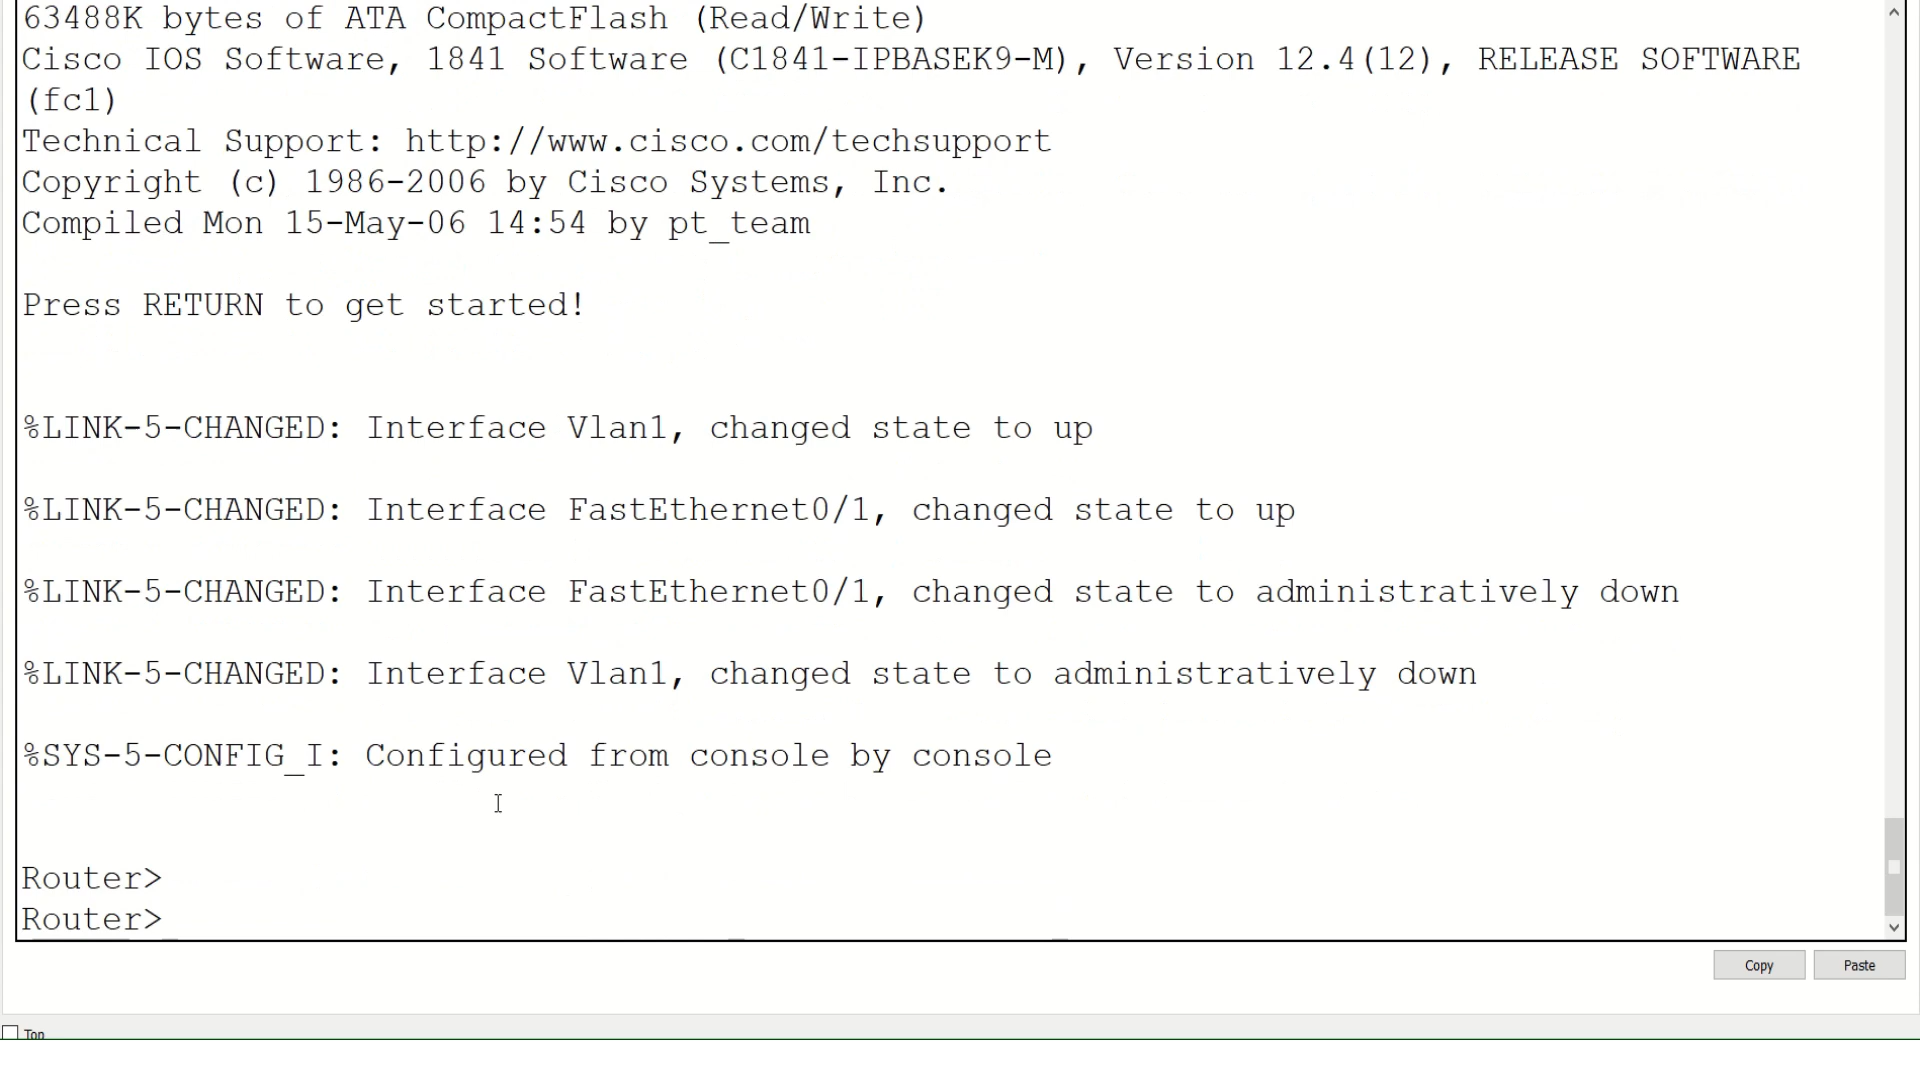 63488K bytes of ATA CompactFlash (Read/Write)
Cisco IOS Software, 1841 Software (C1841-IPBASEK9-M), Version 12.4(12), RELEASE SOFTWARE
(fc1)
Technical Support: http://www.cisco.com/techsupport
Copyright (c) 1986-2006 by Cisco Systems, Inc.
Compiled Mon 15-May-06 14:54 by pt_team
Press RETURN to get started!
%LINK-5-CHANGED: Interface Vlan1, changed state to up
%LINK-5-CHANGED: Interface FastEthernet0/1, changed state to up
%LINK-5-CHANGED: Interface FastEthernet0/1, changed state to administratively down
%LINK-5-CHANGED: Interface Vlan1, changed state to administratively down
%SYS-5-CONFIG_I: Configured from console by console
Router>
Router>
Copy Paste
Top